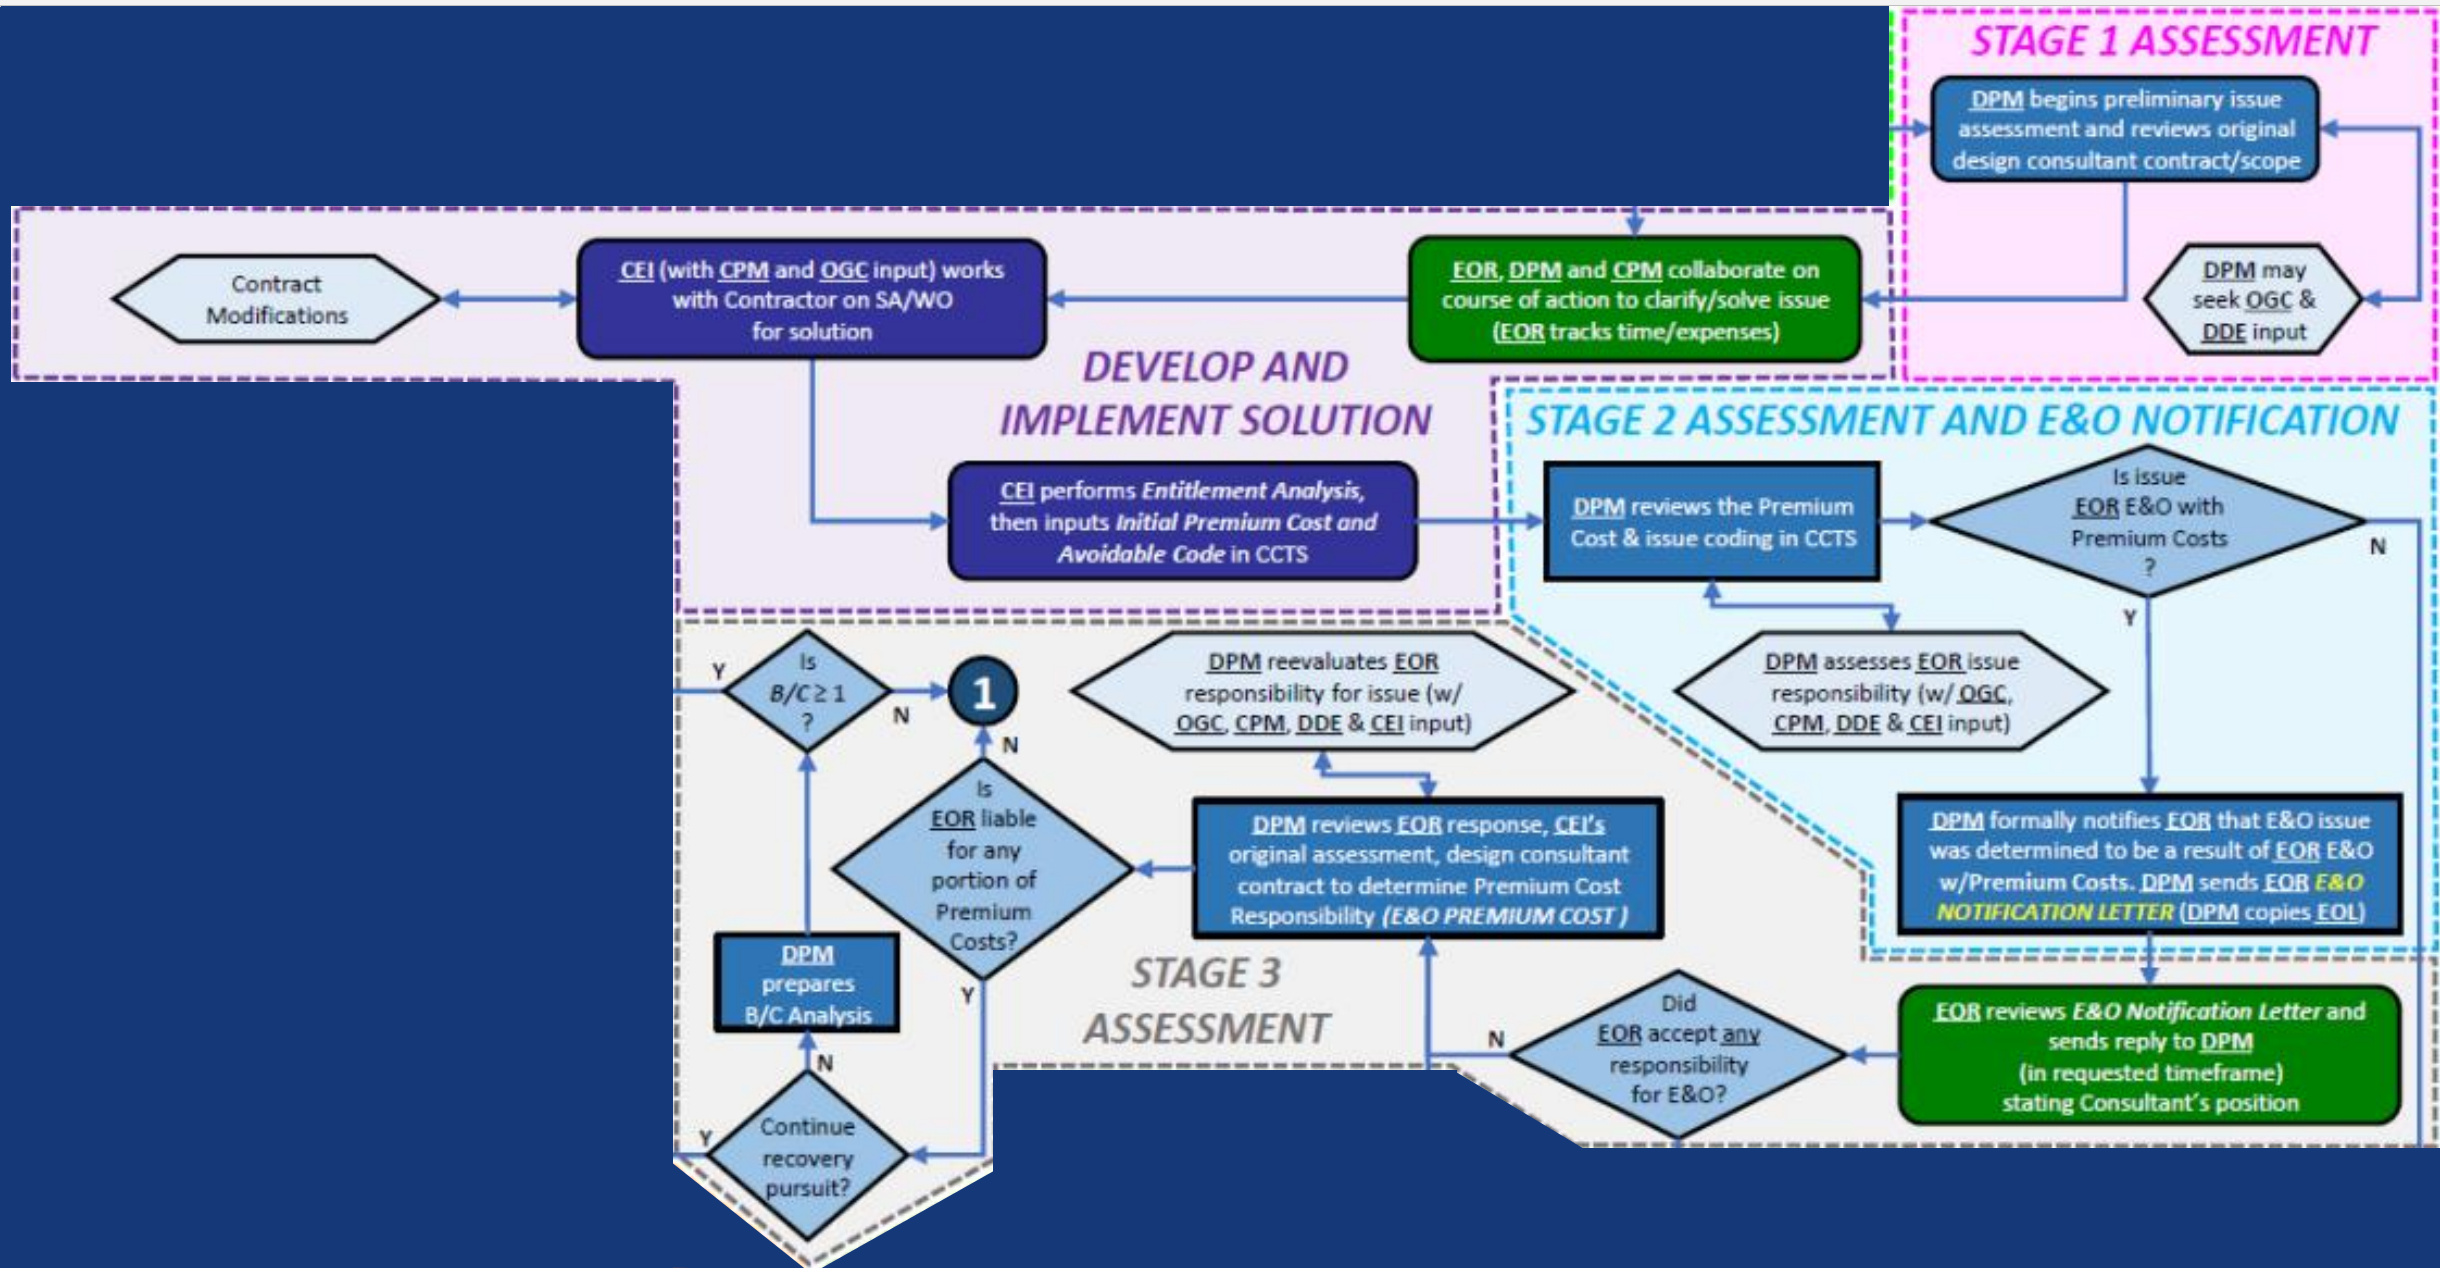 STAGE 1 ASSESSMENT
DPM begins preliminary issue
assessment and reviews original
design consultant contract/scope
DPM may
seek OGC &
DDE input
Contract
Modifications
CEI (with CPM and OGC input) works
with Contractor on SA/WO
for solution
EOR, DPM and CPM collaborate on
course of action to clarify/solve issue
(EOR tracks time/expenses)
DEVELOP AND
IMPLEMENT SOLUTION
CEI performs Entitlement Analysis,
then inputs Initial Premium Cost and
Avoidable Code in CCTS
STAGE 2 ASSESSMENT AND E&O NOTIFICATION
DPM reviews the Premium
Cost & issue coding in CCTS
Is issue
EOR E&O with
Premium Costs
?
N
Y
DPM assesses EOR issue
responsibility (w/ OGC,
CPM, DDE & CEI input)
DPM formally notifies EOR that E&O issue
was determined to be a result of EOR E&O
w/Premium Costs. DPM sends EOR E&O
NOTIFICATION LETTER (DPM copies EOL)
Y
Is
B/C ≥ 1
?
N
1
N
DPM reevaluates EOR
responsibility for issue (w/
OGC, CPM, DDE & CEI input)
Is
EOR liable
for any
portion of
Premium
Costs?
Y
DPM reviews EOR response, CEI's
original assessment, design consultant
contract to determine Premium Cost
Responsibility (E&O PREMIUM COST )
STAGE 3
ASSESSMENT
DPM
prepares
B/C Analysis
N
Y
Continue
recovery
pursuit?
N
Did
EOR accept any
responsibility
for E&O?
EOR reviews E&O Notification Letter and
sends reply to DPM
(in requested timeframe)
stating Consultant's position